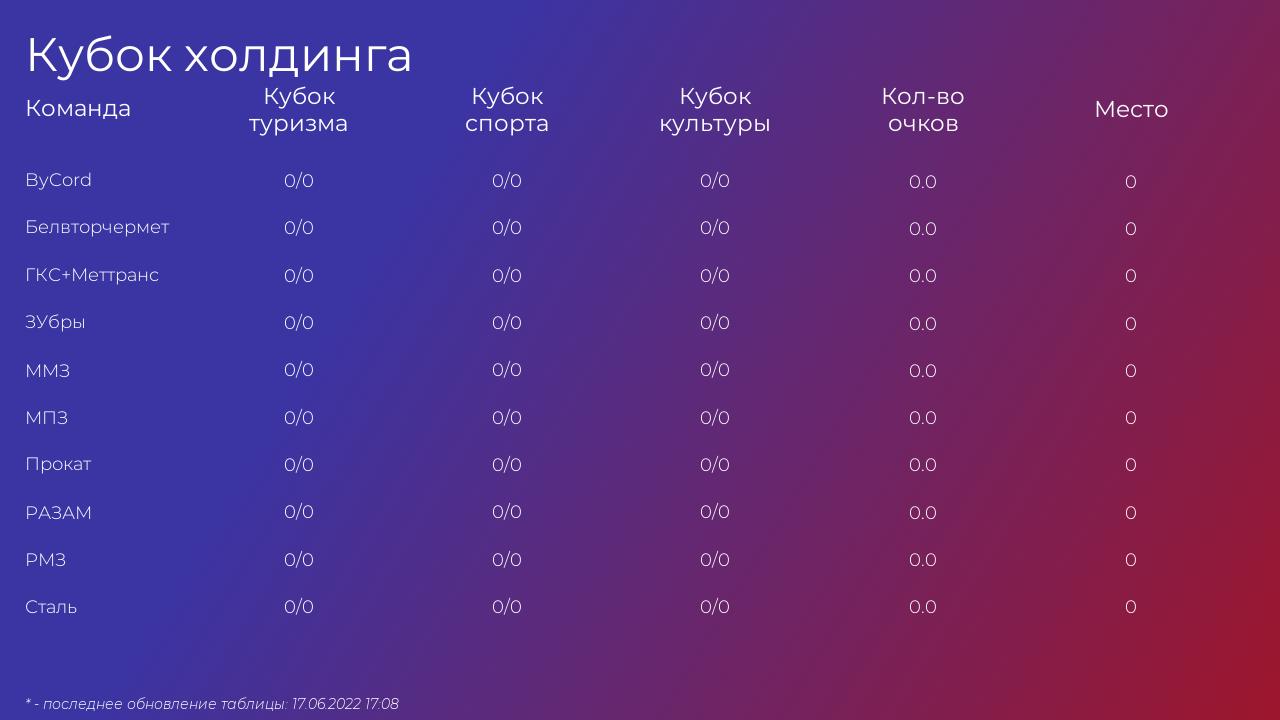 Кубок холдинга
Команда Кубок туризма Кубок спорта Кубок культуры Кол-во очков Место
ByCord 0/0 0/0 0/0 0.0 0
Белвторчермет 0/0 0/0 0/0 0.0 0
ГКС+Меттранс 0/0 0/0 0/0 0.0 0
ЗУбры 0/0 0/0 0/0 0.0 0
ММЗ 0/0 0/0 0/0 0.0 0
МПЗ 0/0 0/0 0/0 0.0 0
Прокат 0/0 0/0 0/0 0.0 0
РАЗАМ 0/0 0/0 0/0 0.0 0
РМЗ 0/0 0/0 0/0 0.0 0
Сталь 0/0 0/0 0/0 0.0 0
* - последнее обновление таблицы: 17.06.2022 17:08